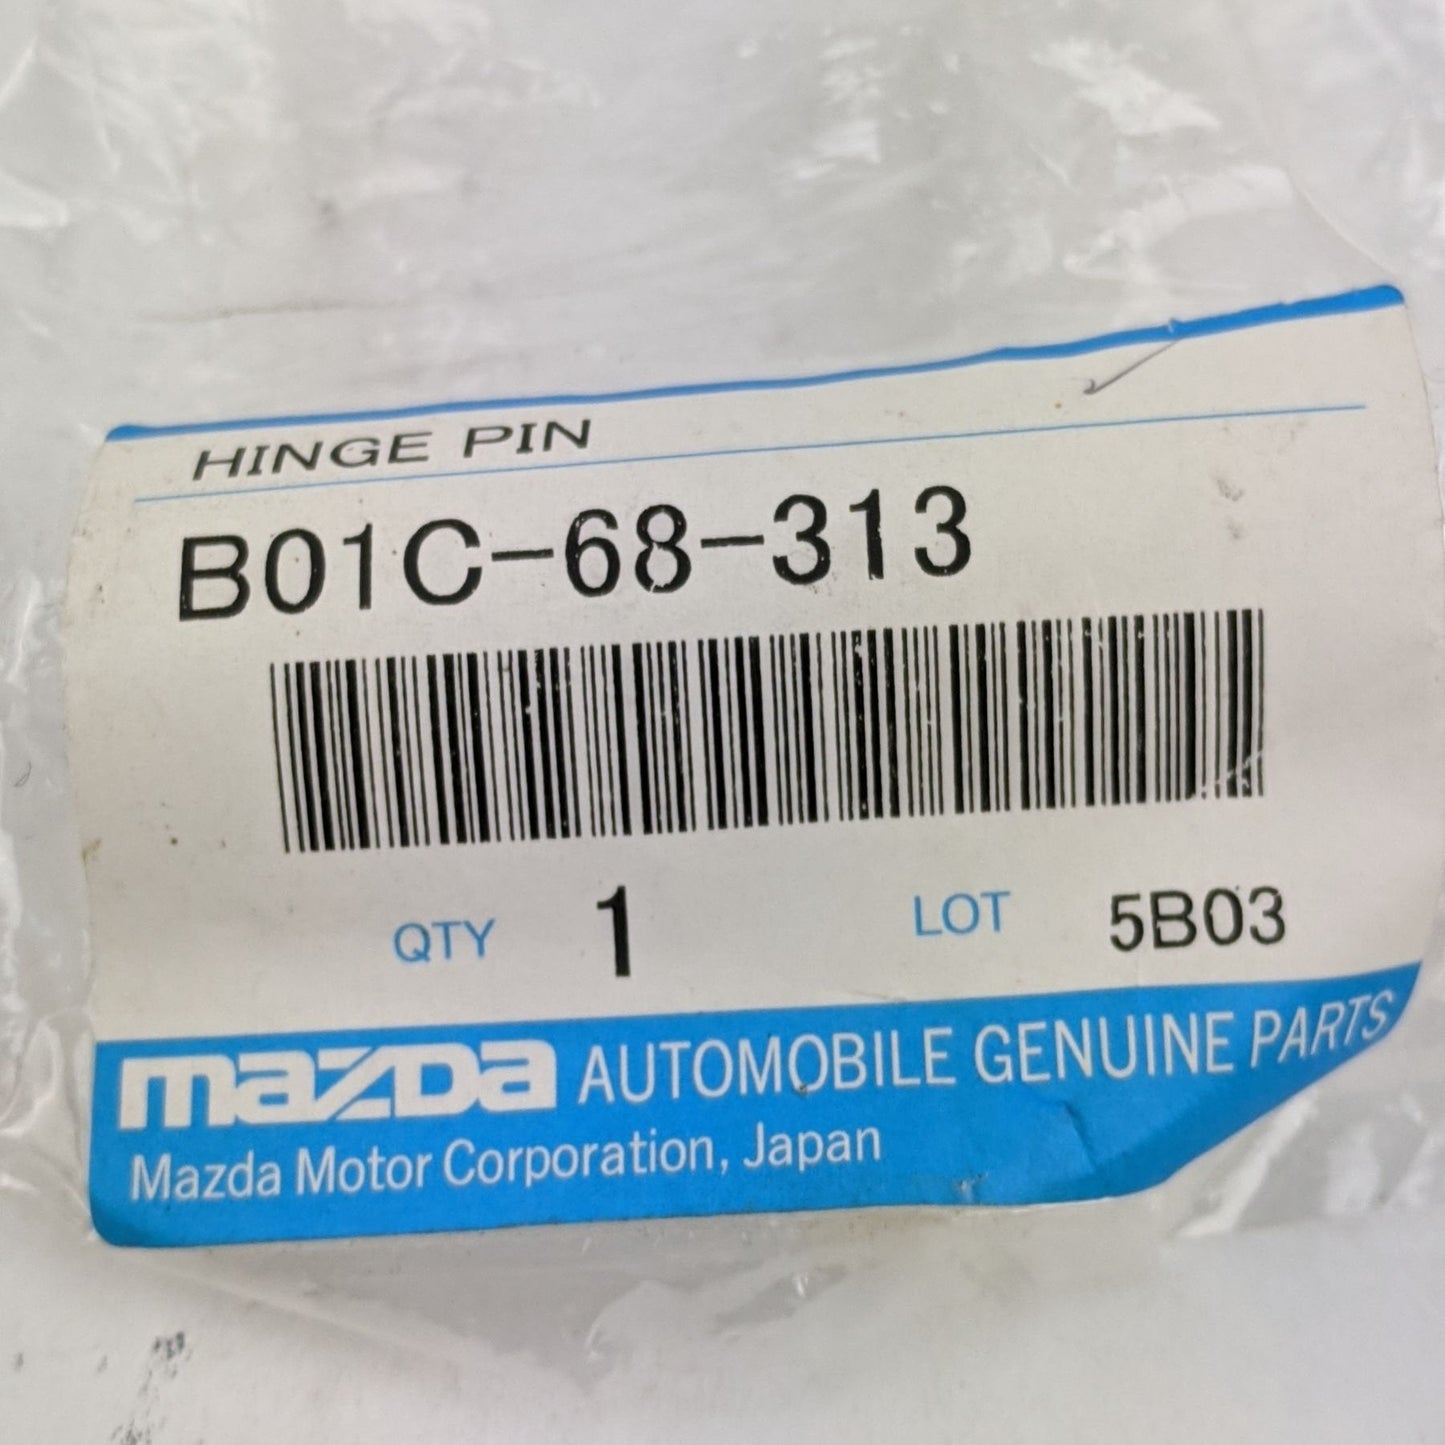 HINGE PIN
B01C-68-313
QTY 1 LOT 5B03
mazda AUTOMOBILE GENUINE PARTS
Mazda Motor Corporation, Japan